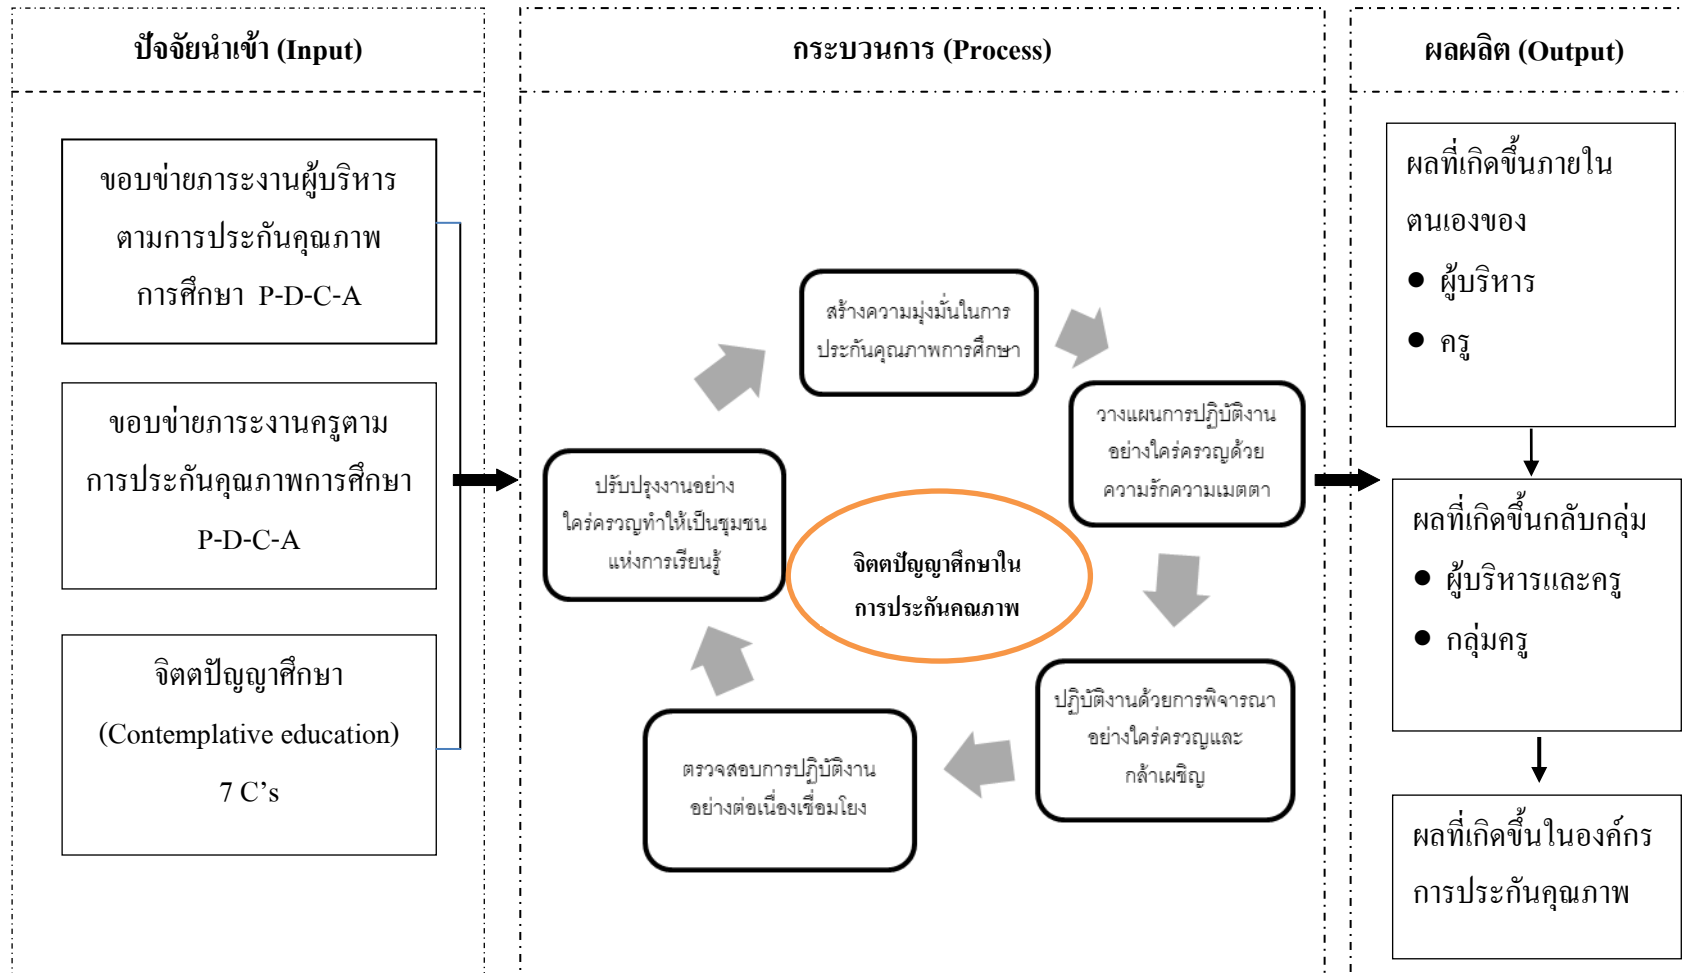 ปัจจัยนำเข้า (Input)
ขอบข่ายภาระงานผู้บริหาร
ตามการประกันคุณภาพ
การศึกษา P-D-C-A
ขอบข่ายภาระงานครูตาม
การประกันคุณภาพการศึกษา
P-D-C-A
จิตตปัญญาศึกษา
(Contemplative education)
7 C’s
กระบวนการ (Process)
สร้างความมุ่งมั่นในการ
ประกันคุณภาพการศึกษา
วางแผนการปฏิบัติงาน
อย่างใคร่ครวญด้วย
ความรักความเมตตา
ปฏิบัติงานด้วยการพิจารณา
อย่างใคร่ครวญและ
กล้าเผชิญ
ตรวจสอบการปฏิบัติงาน
อย่างต่อเนื่องเชื่อมโยง
ปรับปรุงงานอย่าง
ใคร่ครวญทำให้เป็นชุมชน
แห่งการเรียนรู้
จิตตปัญญาศึกษาใน
การประกันคณภาพ
ผลผลิต (Output)
ผลที่เกิดขึ้นภายใน
ตนเองของ
● ผู้บริหาร
● ครู
ผลที่เกิดขึ้นกลับกลุ่ม
● ผู้บริหารและครู
● กลุ่มครู
ผลที่เกิดขึ้นในองค์กร
การประกันคุณภาพ